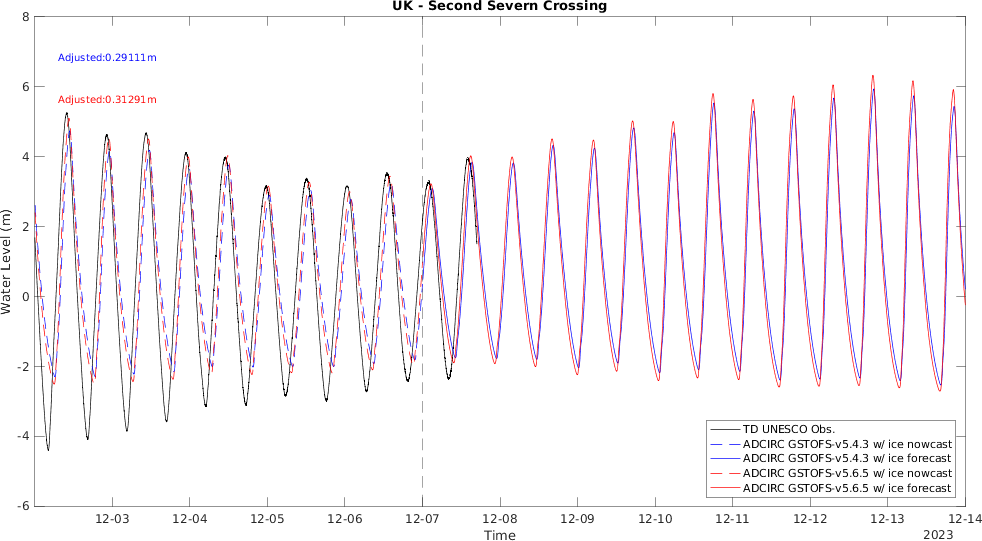 UK - Second Severn Crossing
8
6
4
2
0
-2
-4
-6
Water Level (m)
Adjusted:0.29111m
Adjusted:0.31291m
TD UNESCO Obs.
ADCIRC GSTOFS-v5.4.3 w/ ice nowcast
ADCIRC GSTOFS-v5.4.3 w/ ice forecast
ADCIRC GSTOFS-v5.6.5 w/ ice nowcast
ADCIRC GSTOFS-v5.6.5 w/ ice forecast
12-03 12-04 12-05 12-06 12-07 12-08 12-09 12-10 12-11 12-12 12-13 12-14
Time
2023